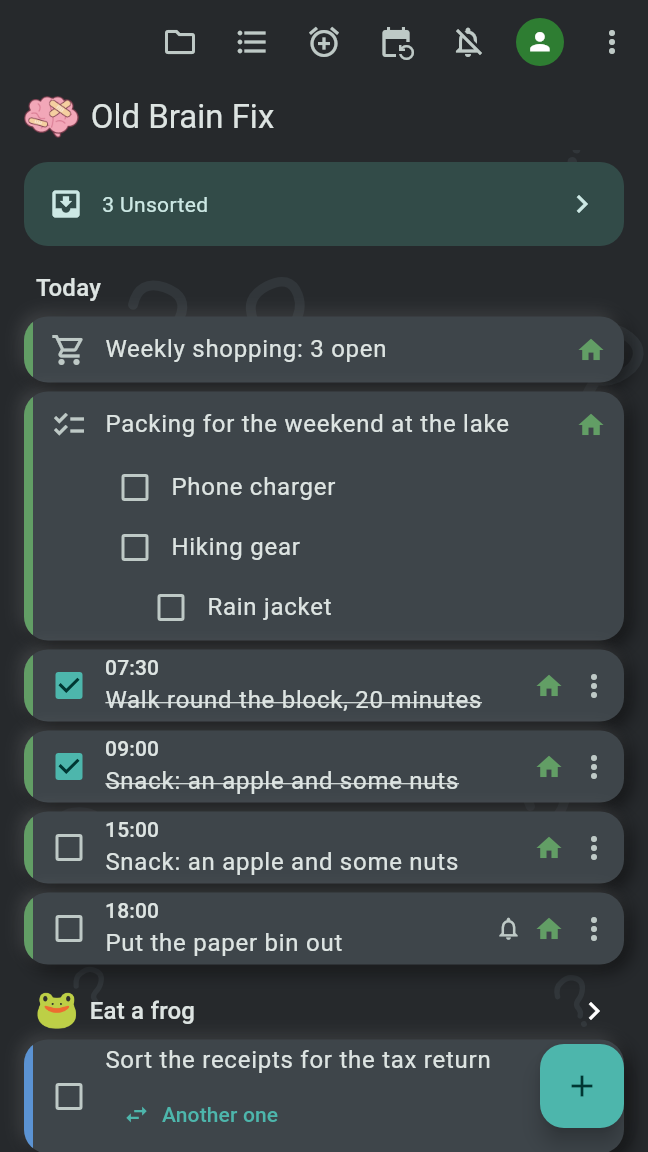 Old Brain Fix
3 Unsorted
Today
Weekly shopping: 3 open
Packing for the weekend at the lake
Phone charger
Hiking gear
Rain jacket
07:30
Walk round the block, 20 minutes
09:00
Snack: an apple and some nuts
15:00
Snack: an apple and some nuts
18:00
Put the paper bin out
Eat a frog
Sort the receipts for the tax return
Another one